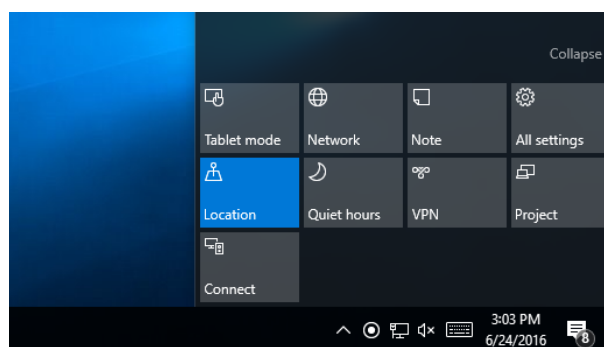 Collapse
Tablet mode Network Note All settings
Location Quiet hours VPN Project
Connect
3:03 PM
6/24/2016 8